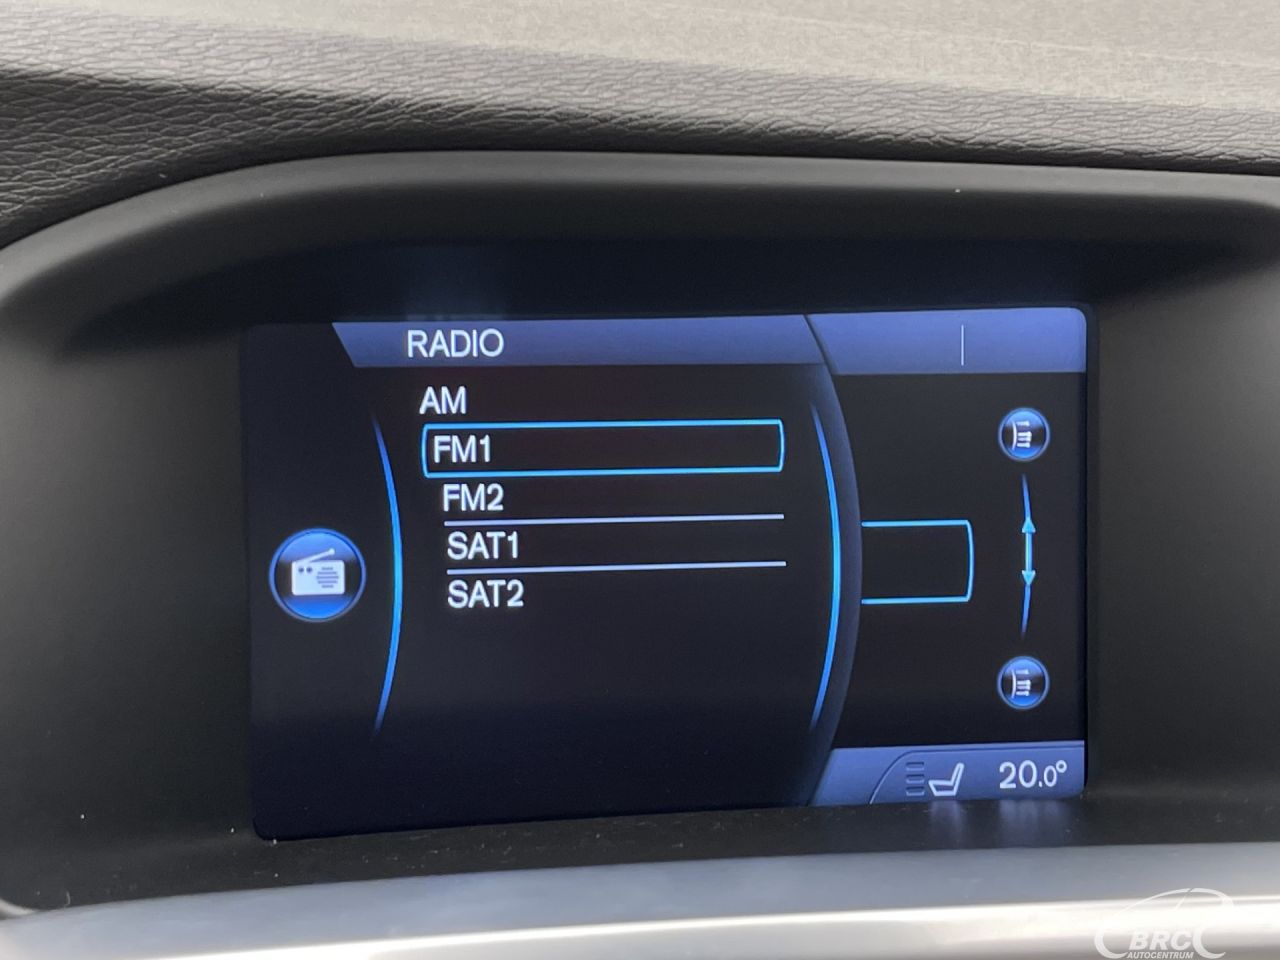 RADIO
AM
FM1
FM2
SAT1
SAT2
20.0°
BRC
AUTOCENTRUM